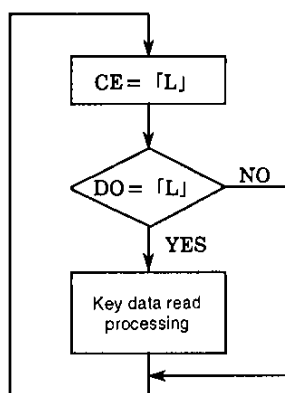 CE = 「L」
DO = 「L」
NO
YES
Key data read
processing